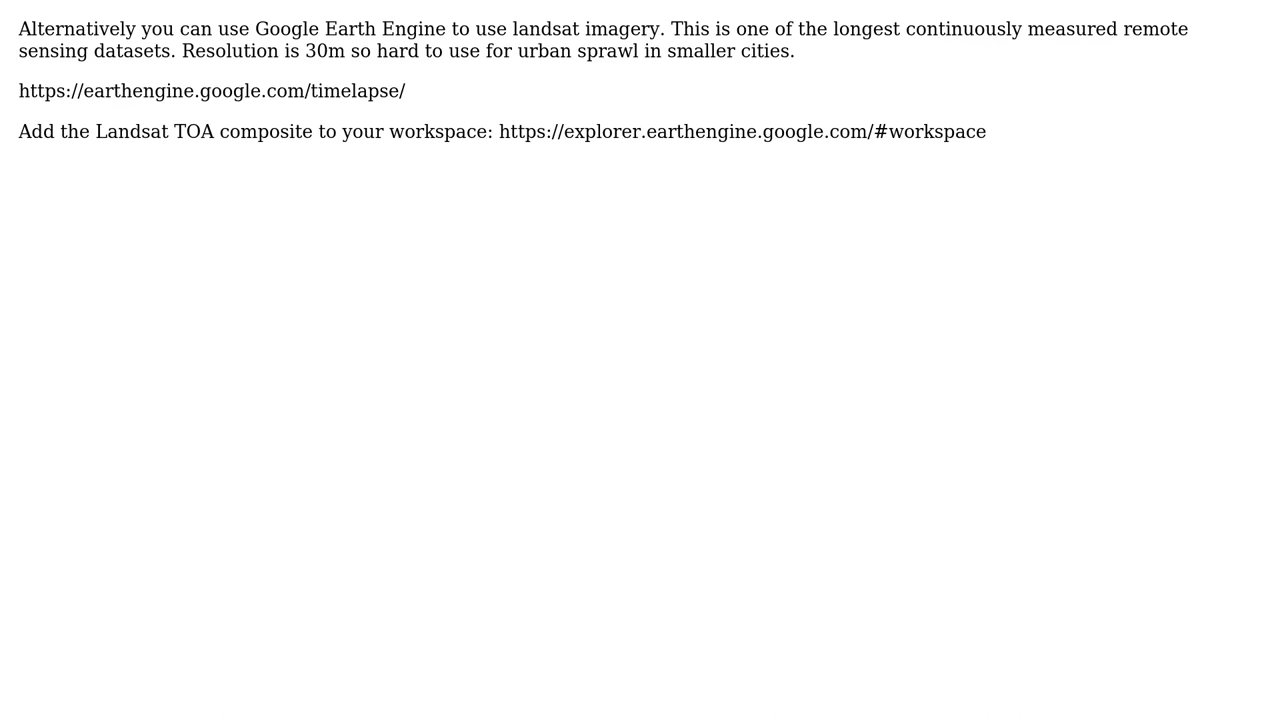 Alternatively you can use Google Earth Engine to use landsat imagery. This is one of the longest continuously measured remote
sensing datasets. Resolution is 30m so hard to use for urban sprawl in smaller cities.
https://earthengine.google.com/timelapse/
Add the Landsat TOA composite to your workspace: https://explorer.earthengine.google.com/#workspace